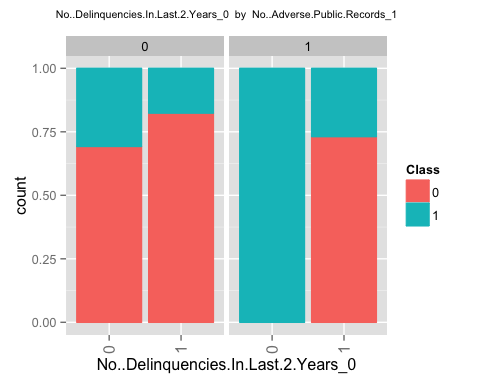 No..Delinquencies.In.Last.2.Years_0 by No..Adverse.Public.Records_1
0 1
1.00
0.75
0.50
0.25
0.00
count
0 1 0 1
No..Delinquencies.In.Last.2.Years_0
Class
0
1